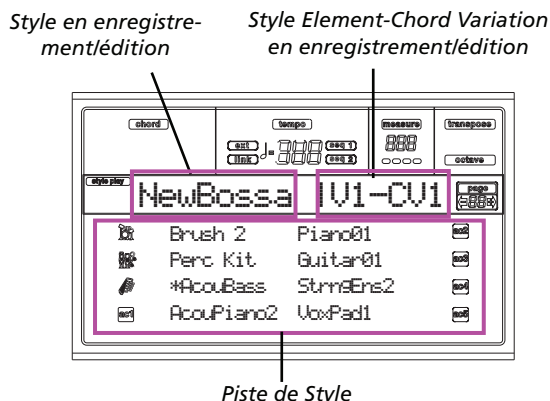 Style en enregistre-
ment/édition
Style Element-Chord Variation
en enregistrement/édition
chord
tempo
measure
transpose
ext
link
seq 1
seq 2
octave
style play
NewBossa
V1-CV1
page
Brush 2 Piano01 ac2
Perc Kit Guitar01 ac3
*AcouBass StrngEns2 ac4
ac1 AcouPiano2 VoxPad1 ac5
Piste de Style